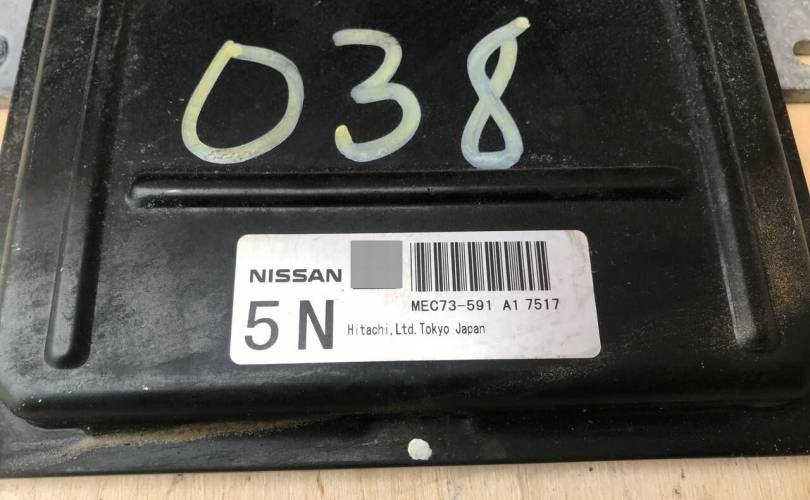 038
NISSAN
MEC73-591 A1 7517
5N Hitachi,Ltd.Tokyo Japan